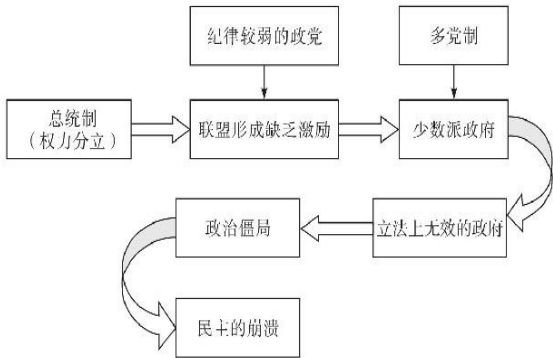 纪律较弱的政党
多党制
总统制
（权力分立）
联盟形成缺乏激励
少数派政府
政治僵局
立法上无效的政府
民主的崩溃